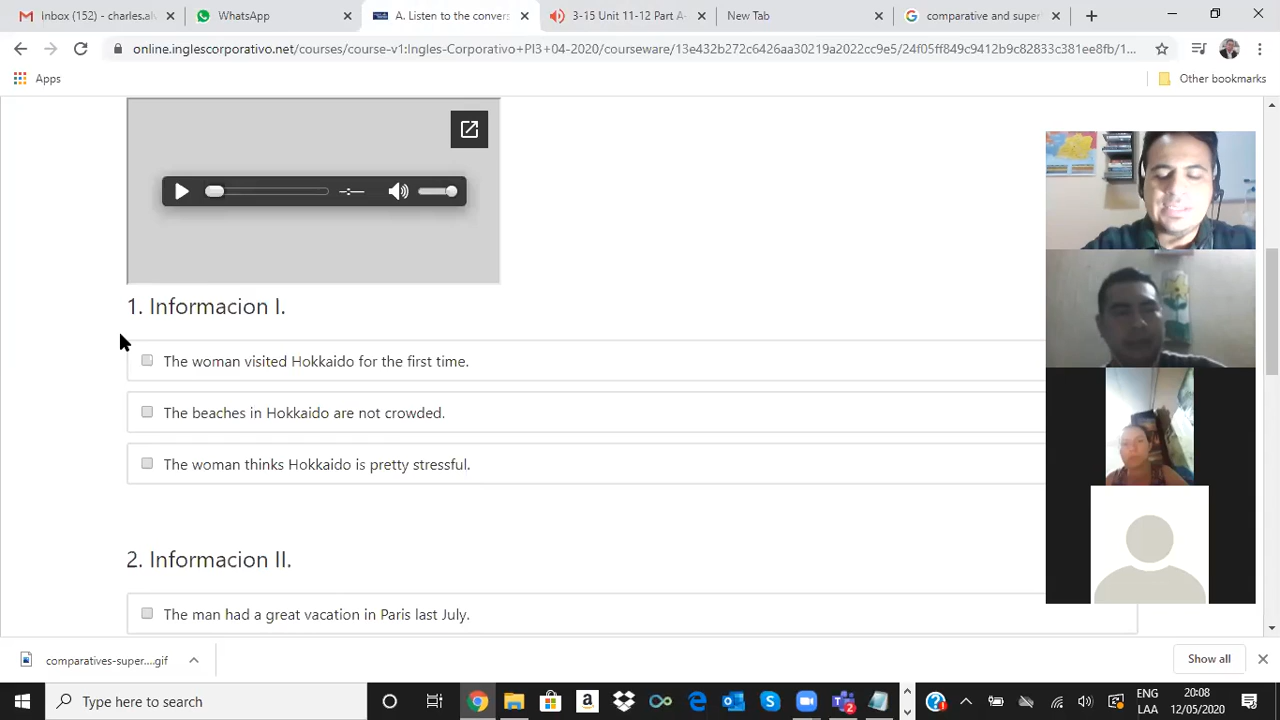 Inbox (152) - charles.al
WhatsApp
A. Listen to the convers
3-15 Unit 11-12 Part A-
New Tab
comparative and super
online.inglescorporativo.net/courses/course-v1:Ingles-Corporativo+PI3+04-2020/courseware/13e432b272c6426aa30219a2022cc9e5/24f05ff849c9412b9c82833c381ee8fb/1...
Apps
Other bookmarks
1. Informacion I.
The woman visited Hokkaido for the first time.
The beaches in Hokkaido are not crowded.
The woman thinks Hokkaido is pretty stressful.
2. Informacion II.
The man had a great vacation in Paris last July.
comparatives-super....gif
Show all
Type here to search
2
ENG
LAA
20:08
12/05/2020